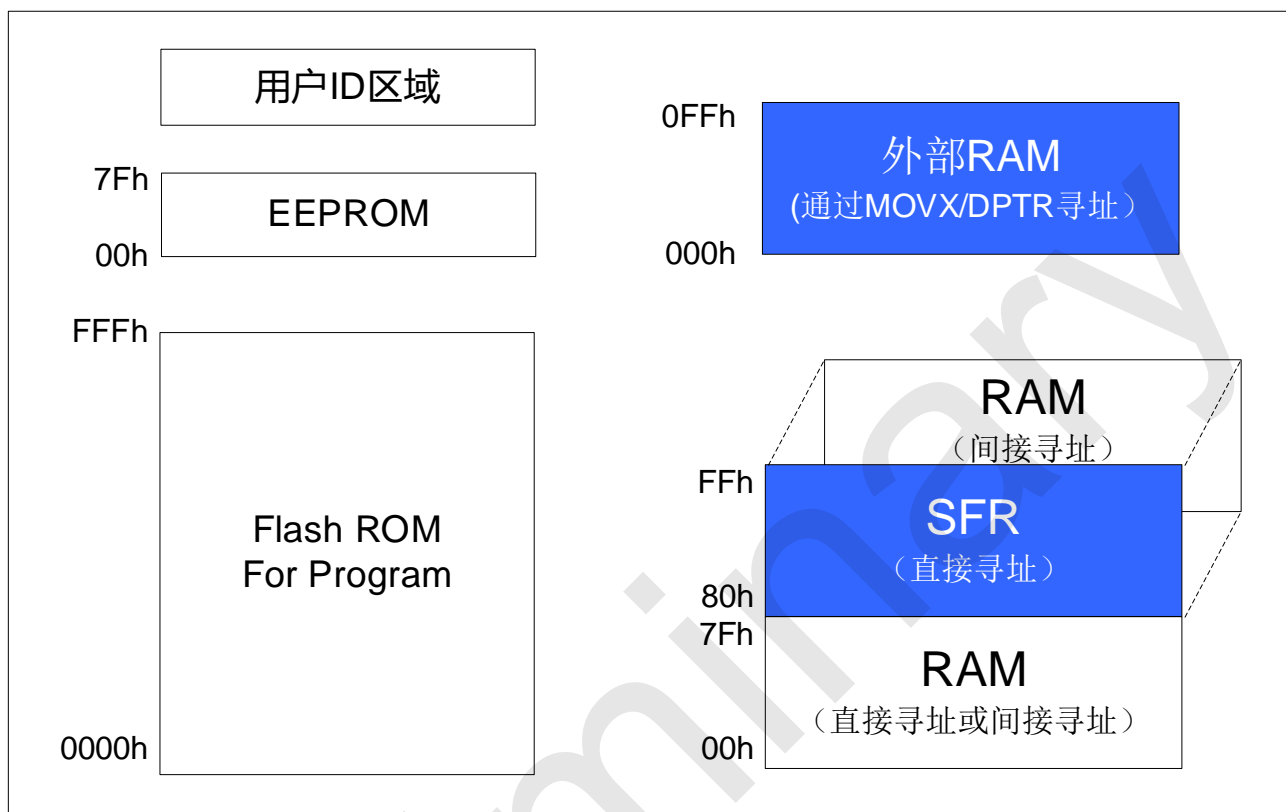 用户ID区域
7Fh
EEPROM
00h
FFFh
Flash ROM
For Program
0000h
0FFh
外部RAM
(通过MOVX/DPTR寻址）
000h
RAM
（间接寻址）
FFh
SFR
（直接寻址）
80h
7Fh
RAM
（直接寻址或间接寻址）
00h
minary